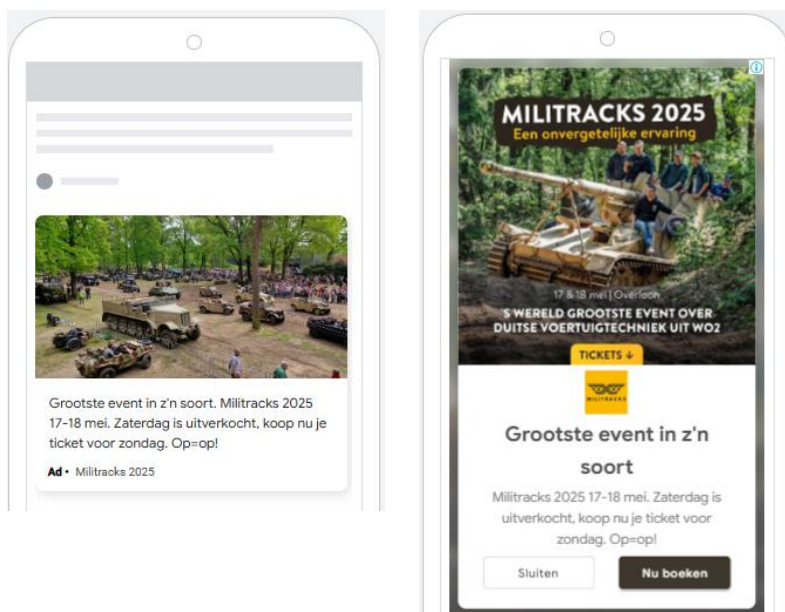 Grootste event in z'n soort. Militracks 2025
17-18 mei. Zaterdag is uitverkocht, koop nu je
ticket voor zondag. Op=op!
Ad • Militracks 2025
MILITRACKS 2025
Een onvergetelijke ervaring
17 & 18 mei | Overloon
'S WERELD GROOTSTE EVENT OVER
DUITSE VOERTUIGTECHNIEK UIT WO2
TICKETS ↓
MILITRACKS
Grootste event in z'n
soort
Militracks 2025 17-18 mei. Zaterdag is
uitverkocht, koop nu je ticket voor
zondag. Op=op!
Sluiten
Nu boeken